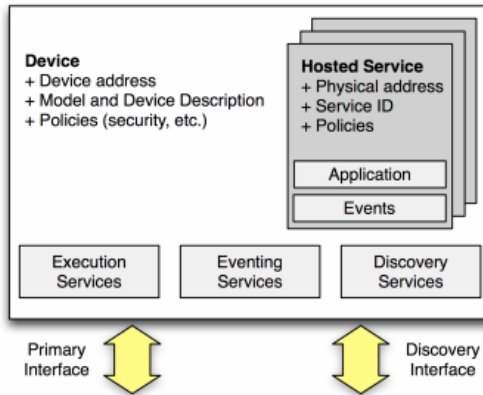 Device
+ Device address
+ Model and Device Description
+ Policies (security, etc.)
Hosted Service
+ Physical address
+ Service ID
+ Policies
Application
Events
Execution
Services
Eventing
Services
Discovery
Services
Primary
Interface
Discovery
Interface